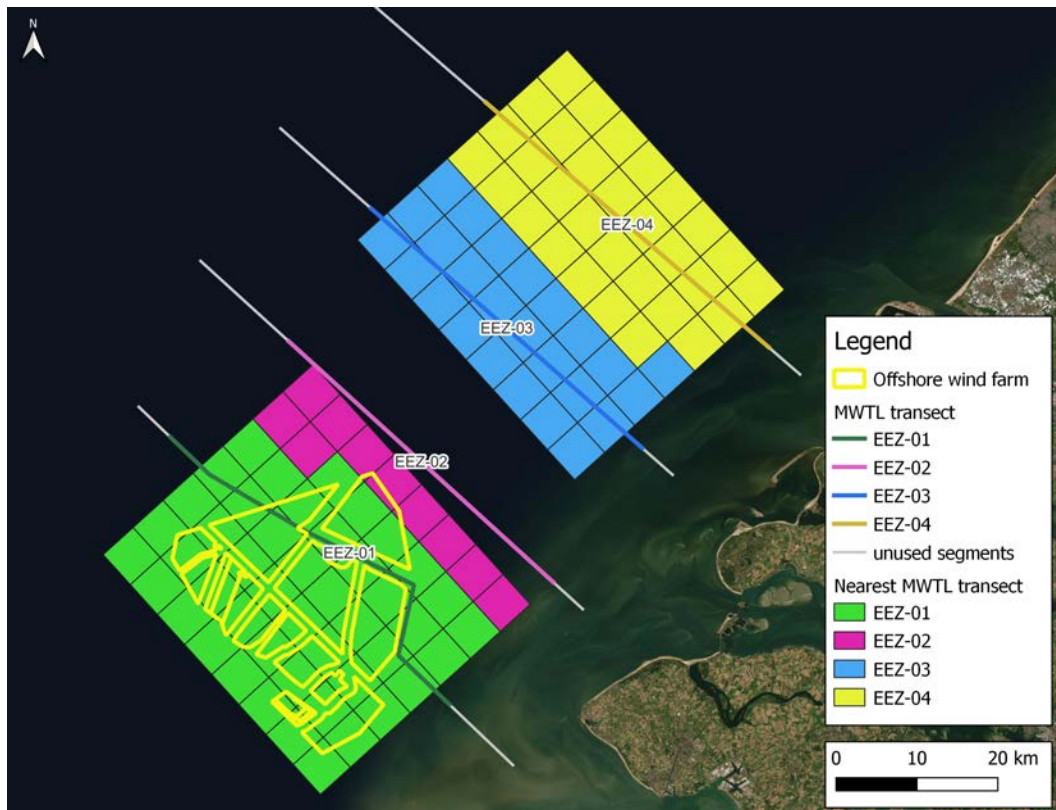 N
EEZ-04
EEZ-03
EEZ-02
EEZ-01
Legend
Offshore wind farm
MWTL transect
EEZ-01
EEZ-02
EEZ-03
EEZ-04
unused segments
Nearest MWTL transect
EEZ-01
EEZ-02
EEZ-03
EEZ-04
0 10 20 km